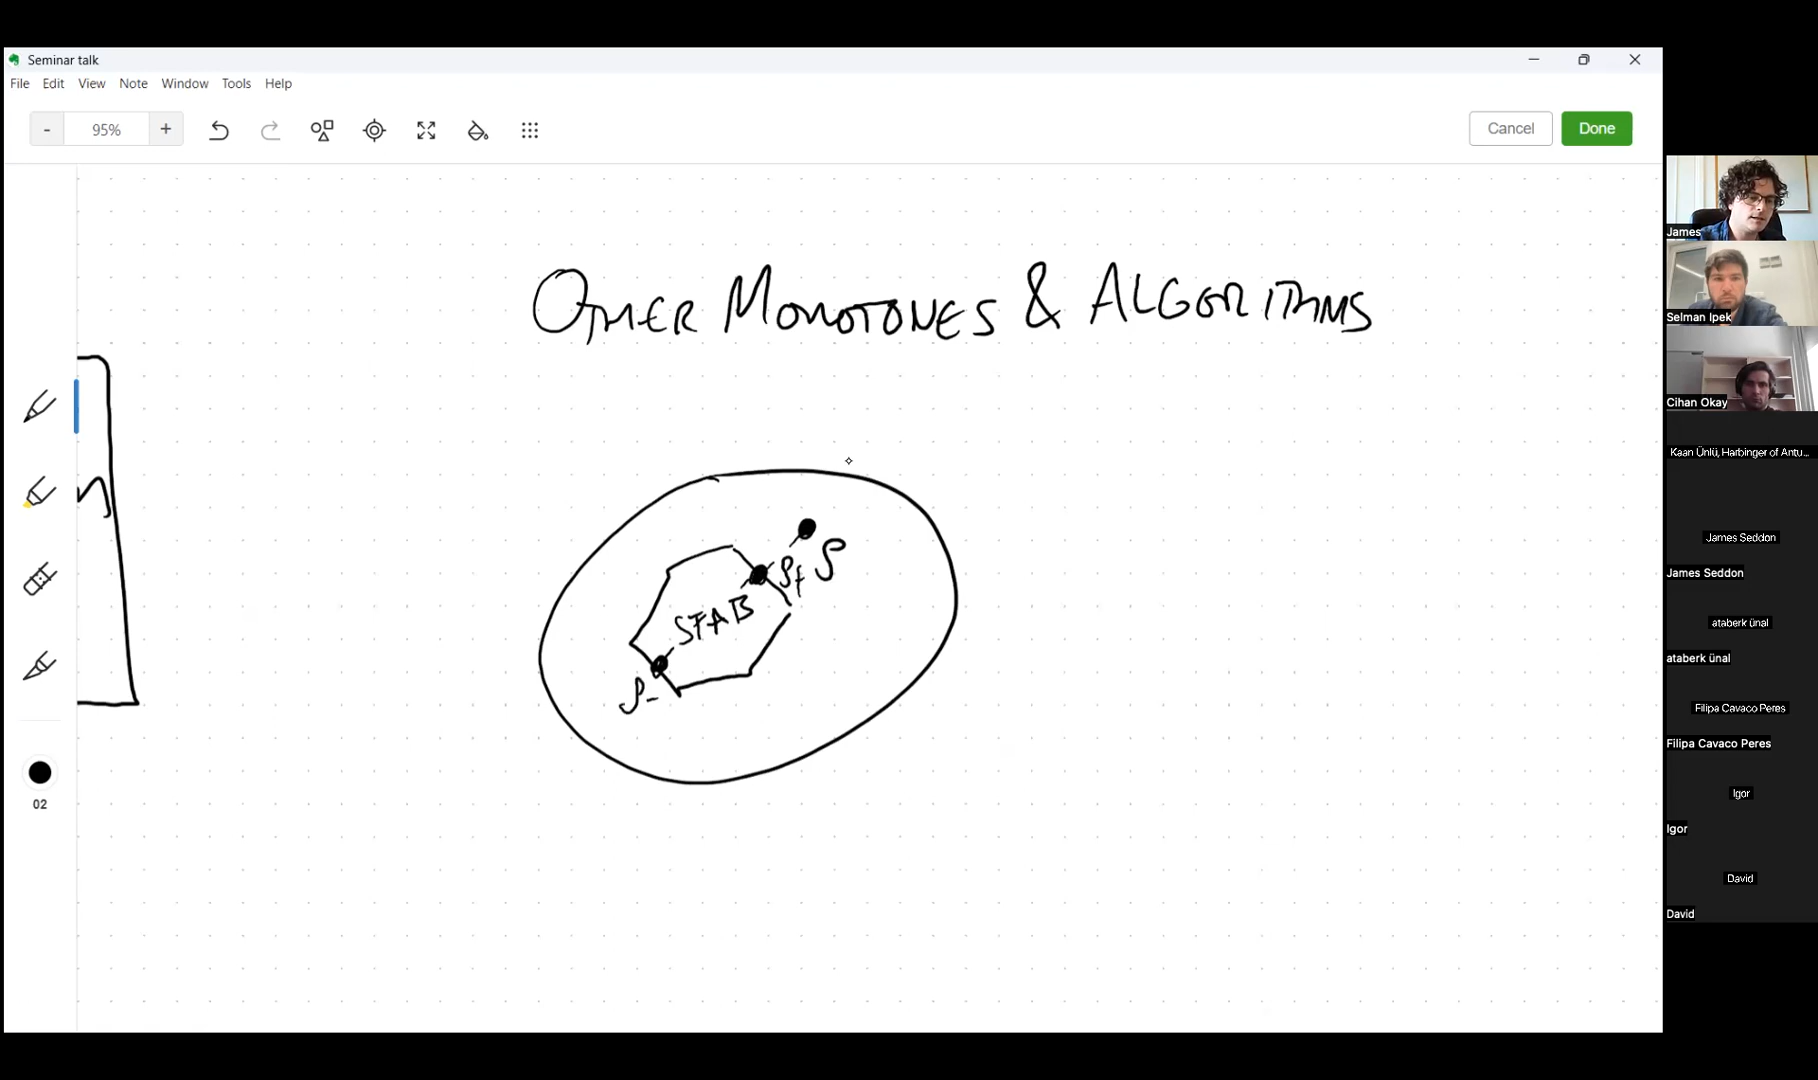 Seminar talk
File Edit View Note Window Tools Help
- 95% + Cancel Done
OTHER MONOTONES & ALGORITHMS
n
ρ
ρ+
STAB
ρ-
02
James
Selman Ipek
Cihan Okay
Kaan Ünlü, Harbinger of Antu...
James Seddon
James Seddon
ataberk ünal
ataberk ünal
Filipa Cavaco Peres
Filipa Cavaco Peres
Igor
Igor
David
David